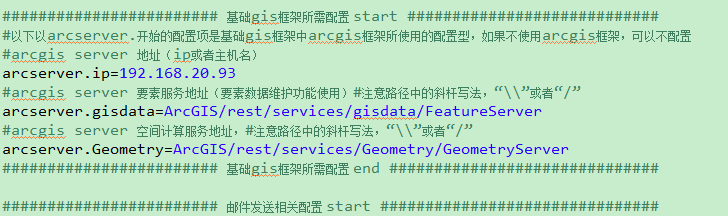 ######################## 基础gis框架所需配置 start ############################
#以下以arcserver.开始的配置项是基础gis框架中arcgis框架所使用的配置型，如果不使用arcgis框架，可以不配置
#arcgis server 地址（ip或者主机名）
arcserver.ip=192.168.20.93
#arcgis server 要素服务地址（要素数据维护功能使用）#注意路径中的斜杆写法，“\\”或者“/”
arcserver.gisdata=ArcGIS/rest/services/gisdata/FeatureServer
#arcgis server 空间计算服务地址，#注意路径中的斜杆写法，“\\”或者“/”
arcserver.Geometry=ArcGIS/rest/services/Geometry/GeometryServer
######################## 基础gis框架所需配置 end ##############################
######################## 邮件发送相关配置 start ###############################